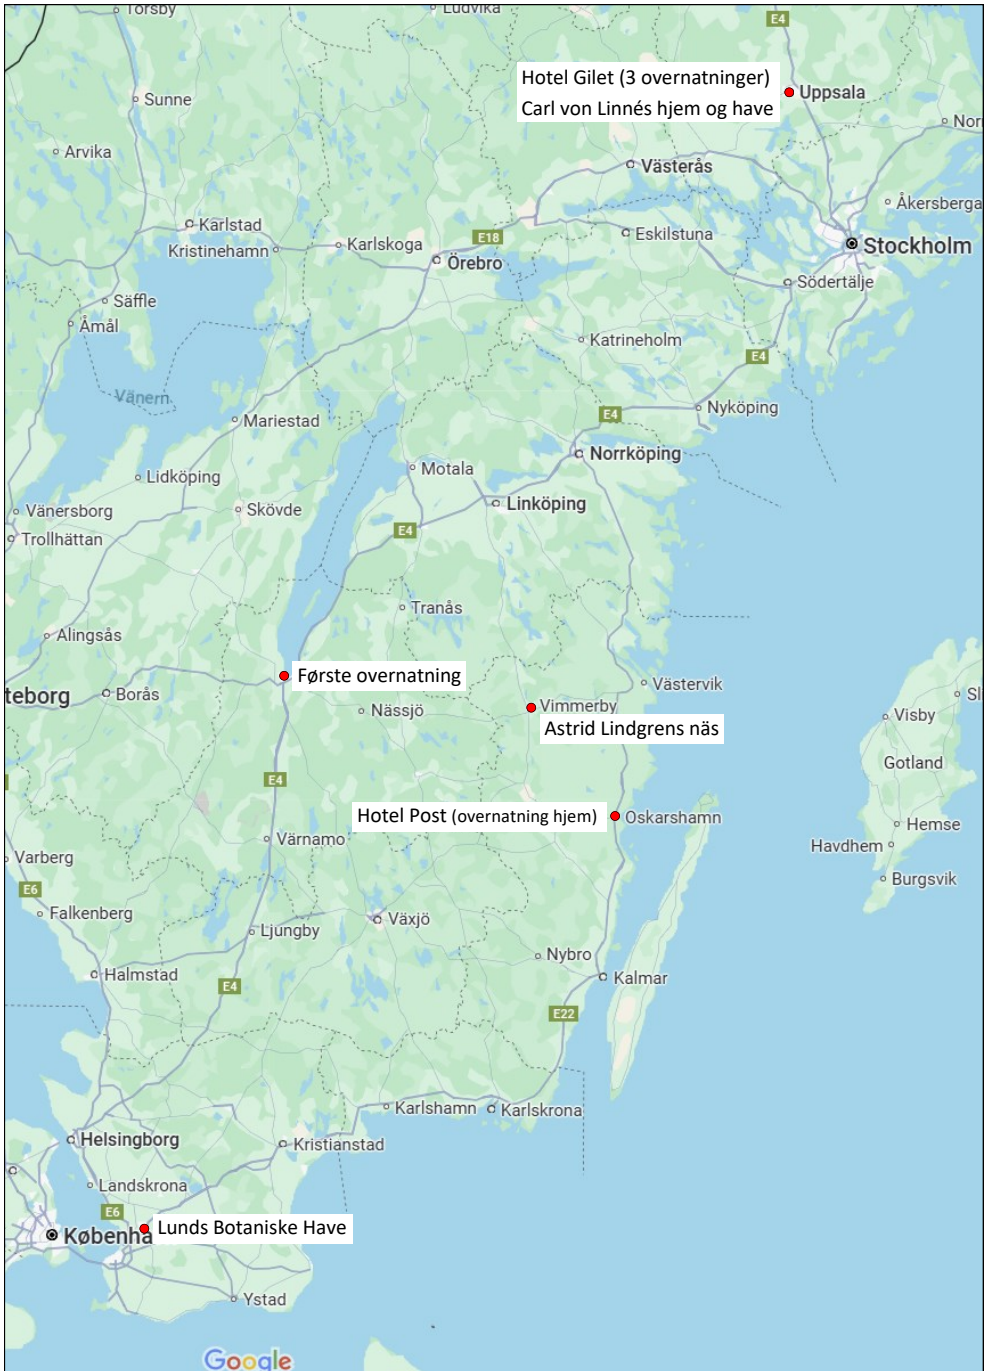 Torsby
Ludvika
E4
Hotel Gilet (3 overnatninger)
Carl von Linnés hjem og have
Uppsala
Sunne
Arvika
Västerås
Åkersberga
Karlstad
Kristinehamn
Karlskoga
E18
Örebro
Eskilstuna
Stockholm
Södertälje
Säffle
Åmål
Katrineholm
E4
Vänern
Mariestad
E4
Nyköping
Norrköping
Motala
Lidköping
Linköping
Vänersborg
Skövde
Trollhättan
E4
Tranås
Alingsås
Første overnatning
teborg
Borås
Nässjö
Vimmerby
Västervik
Astrid Lindgrens näs
Visby
Gotland
E4
Hotel Post (overnatning hjem)
Oskarshamn
Hemse
Värnamo
Havdhem
Varberg
Burgsvik
E6
Falkenberg
Växjö
Ljungby
Nybro
Halmstad
Kalmar
E4
E22
Karlshamn
Karlskrona
Helsingborg
Kristianstad
Landskrona
E6
Københa
Lunds Botaniske Have
Ystad
Google